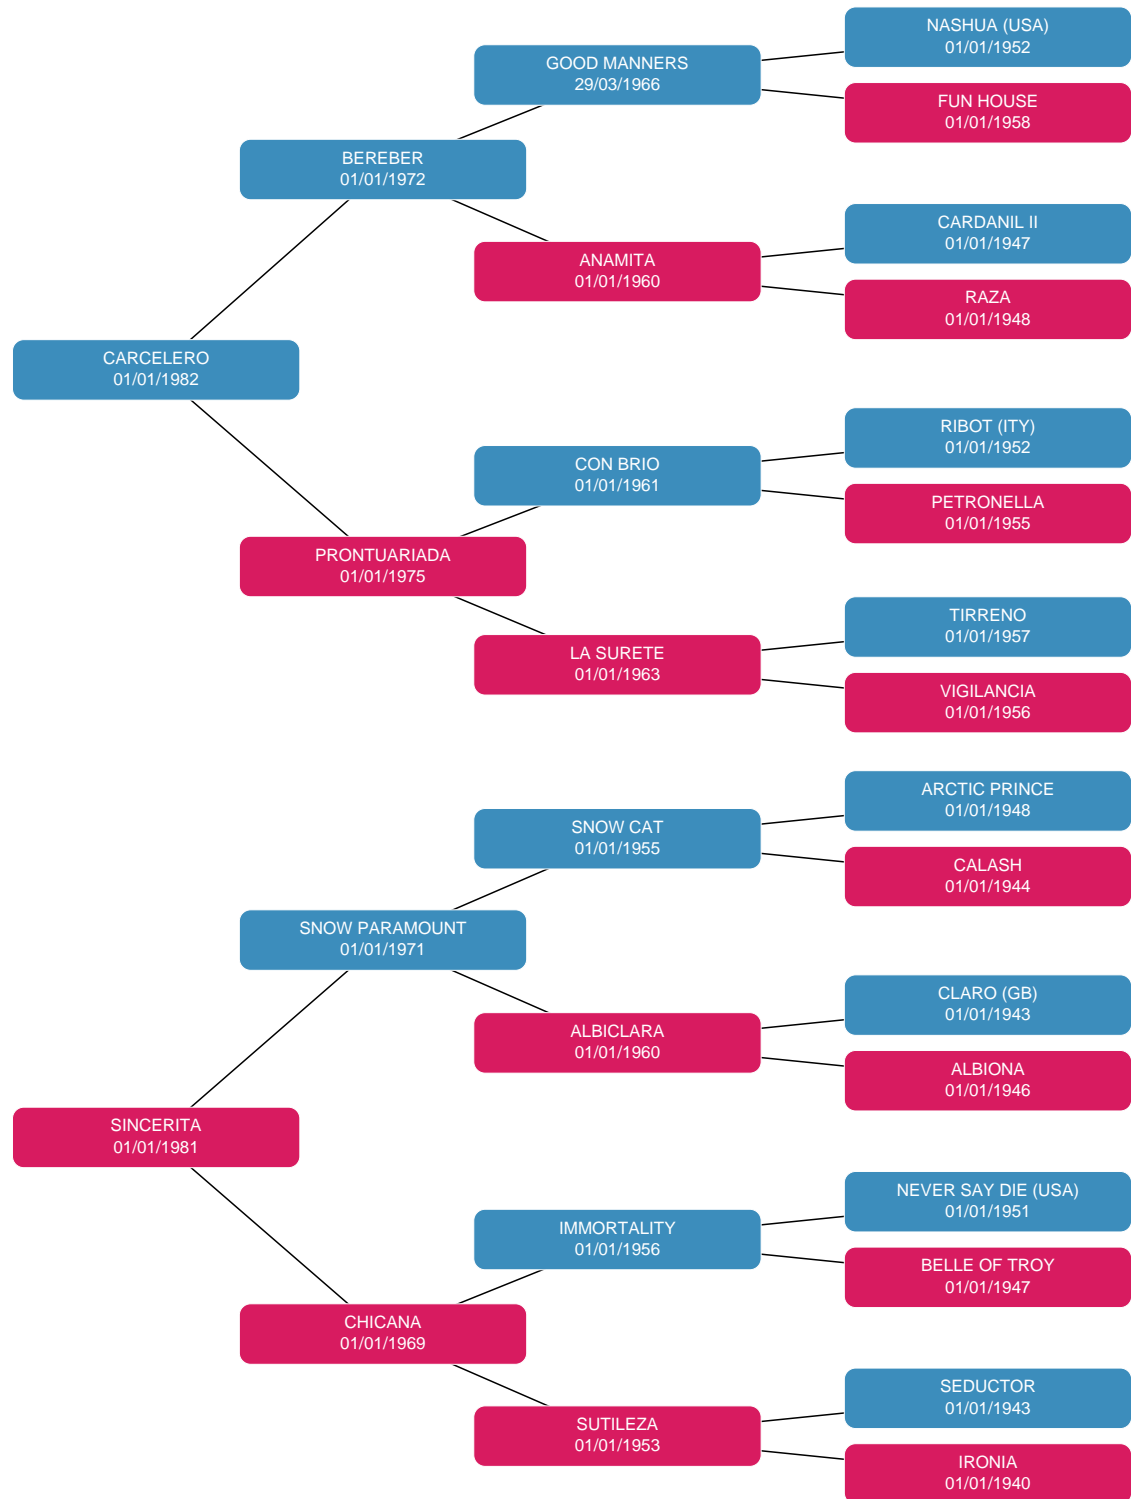 NASHUA (USA)
01/01/1952
GOOD MANNERS
29/03/1966
FUN HOUSE
01/01/1958
BEREBER
01/01/1972
CARDANIL II
01/01/1947
ANAMITA
01/01/1960
RAZA
01/01/1948
CARCELERO
01/01/1982
RIBOT (ITY)
01/01/1952
CON BRIO
01/01/1961
PETRONELLA
01/01/1955
PRONTUARIADA
01/01/1975
TIRRENO
01/01/1957
LA SURETE
01/01/1963
VIGILANCIA
01/01/1956
ARCTIC PRINCE
01/01/1948
SNOW CAT
01/01/1955
CALASH
01/01/1944
SNOW PARAMOUNT
01/01/1971
CLARO (GB)
01/01/1943
ALBICLARA
01/01/1960
ALBIONA
01/01/1946
SINCERITA
01/01/1981
NEVER SAY DIE (USA)
01/01/1951
IMMORTALITY
01/01/1956
BELLE OF TROY
01/01/1947
CHICANA
01/01/1969
SEDUCTOR
01/01/1943
SUTILEZA
01/01/1953
IRONIA
01/01/1940